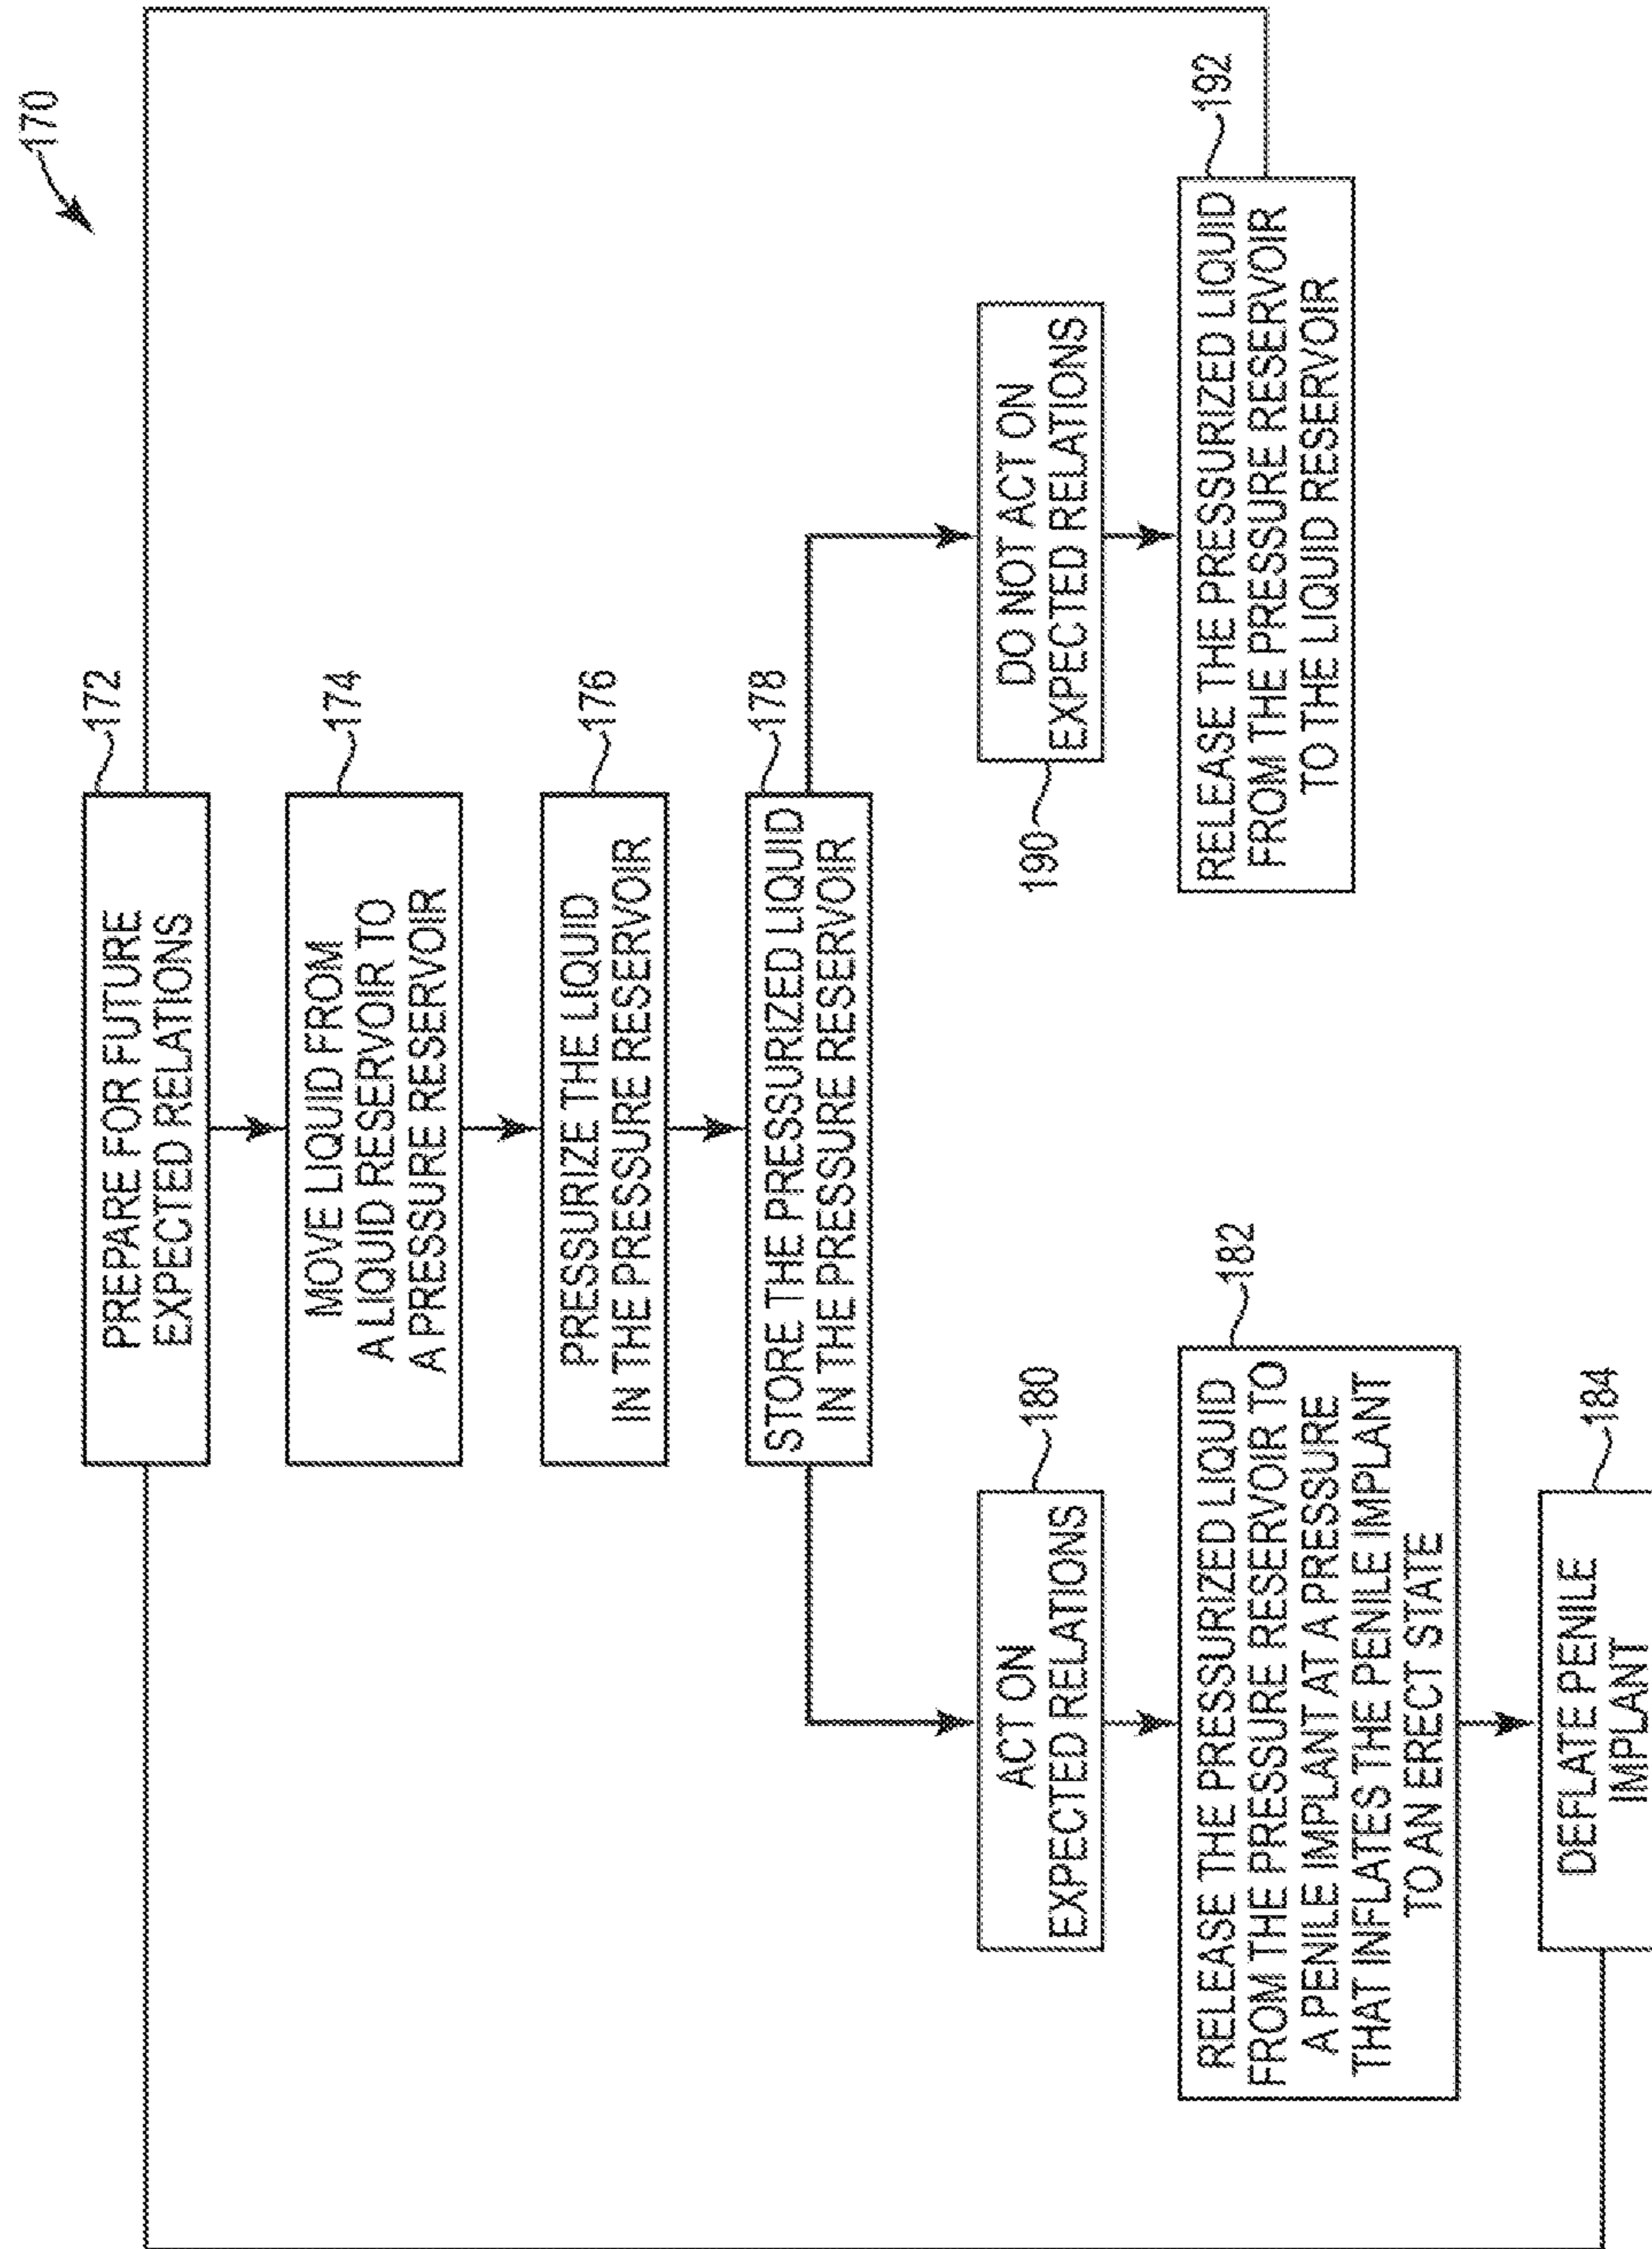 170
172
PREPARE FOR FUTURE
EXPECTED RELATIONS
174
MOVE LIQUID FROM
A LIQUID RESERVOIR TO
A PRESSURE RESERVOIR
176
PRESSURIZE THE LIQUID
IN THE PRESSURE RESERVOIR
178
STORE THE PRESSURIZED LIQUID
IN THE PRESSURE RESERVOIR
180
ACT ON
EXPECTED RELATIONS
182
RELEASE THE PRESSURIZED LIQUID
FROM THE PRESSURE RESERVOIR TO
A PENILE IMPLANT AT A PRESSURE
THAT INFLATES THE PENILE IMPLANT
TO AN ERECT STATE
184
DEFLATE PENILE
IMPLANT
190
DO NOT ACT ON
EXPECTED RELATIONS
192
RELEASE THE PRESSURIZED LIQUID
FROM THE PRESSURE RESERVOIR
TO THE LIQUID RESERVOIR